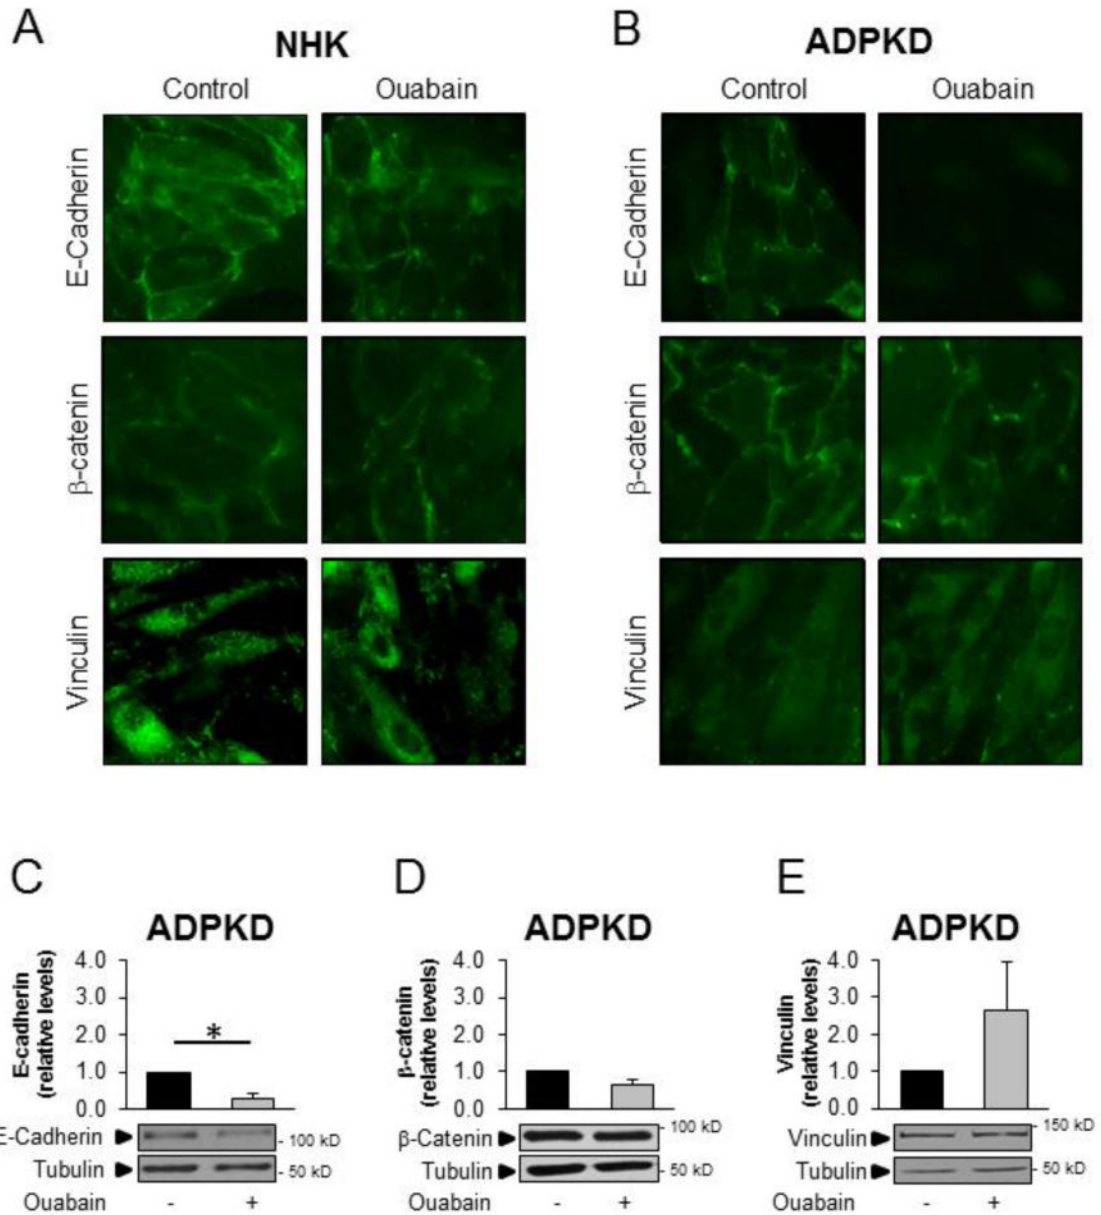 A
NHK
Control Ouabain
E-Cadherin
β-catenin
Vinculin
B
ADPKD
Control Ouabain
E-Cadherin
β-catenin
Vinculin
C
ADPKD
E-cadherin
(relative levels)
4.0
3.0
2.0
1.0
0.0
*
E-Cadherin - 100 kD
Tubulin - 50 kD
Ouabain - +
D
ADPKD
β-catenin
(relative levels)
4.0
3.0
2.0
1.0
0.0
β-Catenin - 100 kD
Tubulin - 50 kD
Ouabain - +
E
ADPKD
Vinculin
(relative levels)
4.0
3.0
2.0
1.0
0.0
Vinculin - 150 kD
Tubulin - 50 kD
Ouabain - +